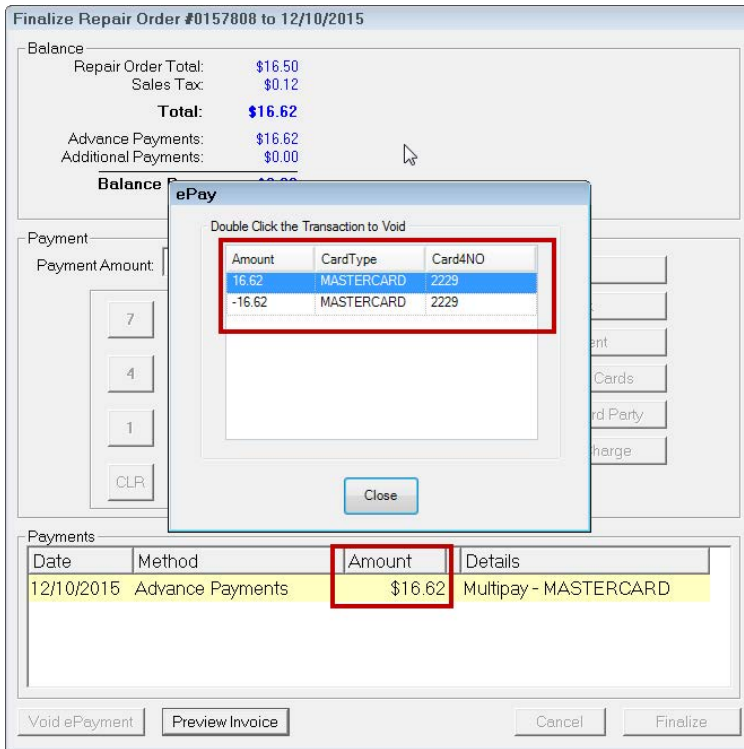 Finalize Repair Order #0157808 to 12/10/2015
Balance
Repair Order Total: $16.50
Sales Tax: $0.12
Total: $16.62
Advance Payments: $16.62
Additional Payments: $0.00
Balance
ePay
Double Click the Transaction to Void
Amount CardType Card4NO
16.62 MASTERCARD 2229
-16.62 MASTERCARD 2229
Close
Payment
Payment Amount:
7
4
1
CLR
Cards
Party
Payments
Date Method Amount Details
12/10/2015 Advance Payments $16.62 Multipay - MASTERCARD
Void ePayment Preview Invoice Cancel Finalize